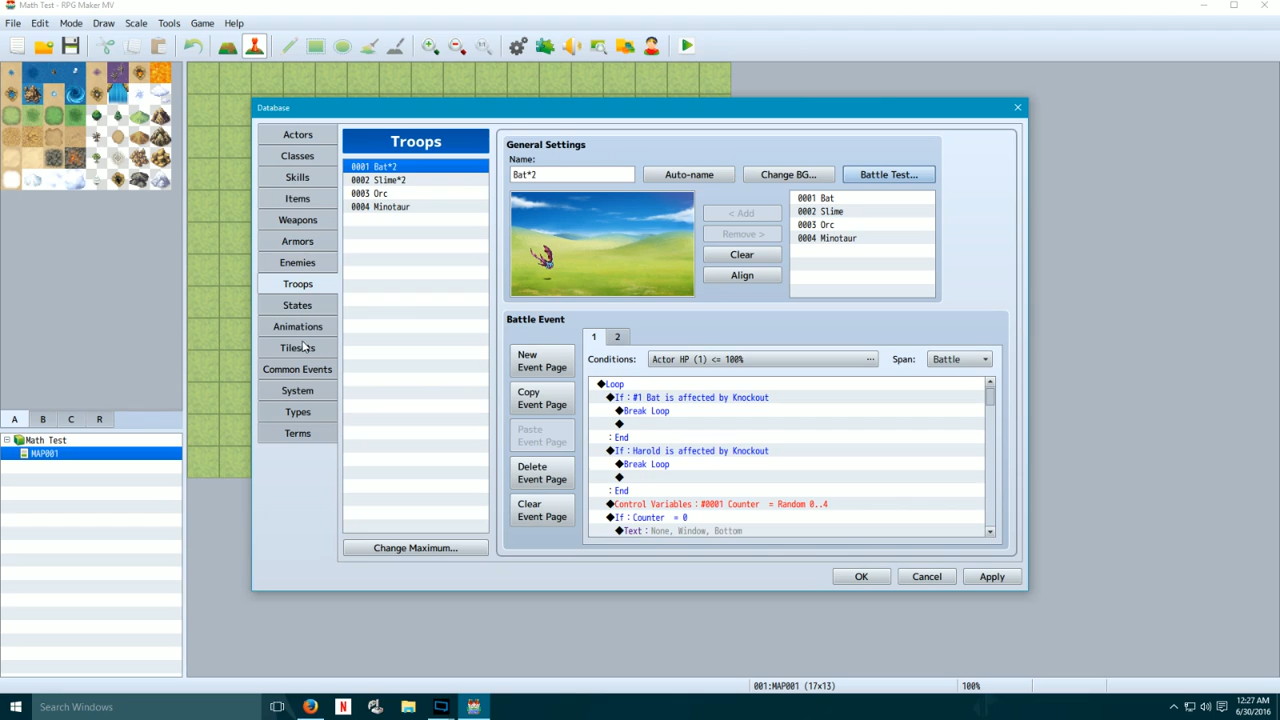 Math Test - RPG Maker MV
File Edit Mode Draw Scale Tools Game Help
Database
Actors
Classes
Skills
Items
Weapons
Armors
Enemies
Troops
States
Animations
Common Events
System
Types
Terms
Troops
0001 Bat*2
0002 Slime*2
0003 Orc
0004 Minotaur
Change Maximum...
General Settings
Name:
Bat*2
Auto-name
Change BG...
Battle Test...
< Add
Remove >
Clear
Align
0001 Bat
0002 Slime
0003 Orc
0004 Minotaur
Battle Event
1 2
New
Event Page
Copy
Event Page
Paste
Event Page
Delete
Event Page
Clear
Event Page
Conditions: Actor HP (1) <= 100% ... Span: Battle
◆Loop
◆If : #1 Bat is affected by Knockout
◆Break Loop
◆
: End
◆If : Harold is affected by Knockout
◆Break Loop
◆
: End
◆Control Variables : #0001 Counter = Random 0..4
◆If : Counter = 0
◆Text : None, Window, Bottom
OK Cancel Apply
A B C R
Math Test
MAP001
001:MAP001 (17×13) 100%
Search Windows
N
12:27 AM
6/30/2016